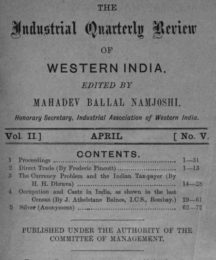 THE
Industrial Quarterly Review
OF
WESTERN INDIA,
EDITED BY
MAHADEV BALLAL NAMJOSHI,
Honorary Secretary, Industrial Association of Western India.
Vol. II] APRIL [ No. V.
CONTENTS.
1 Proceedings 1—31
2 Direct Trade (By Frederic Pincott) 1—13
3 The Currency Problem and the Indian Tax-payer (By
H. H. Dhruva) 14—28
4 Occupation and Caste in India, as shown in the last
Census (By J. Athelstane Baines, I.C.S., Bombay.) 29—61
5 Silver (Anonymous) 62—72
PUBLISHED UNDER THE AUTHORITY OF THE
COMMITTEE OF MANAGEMENT.